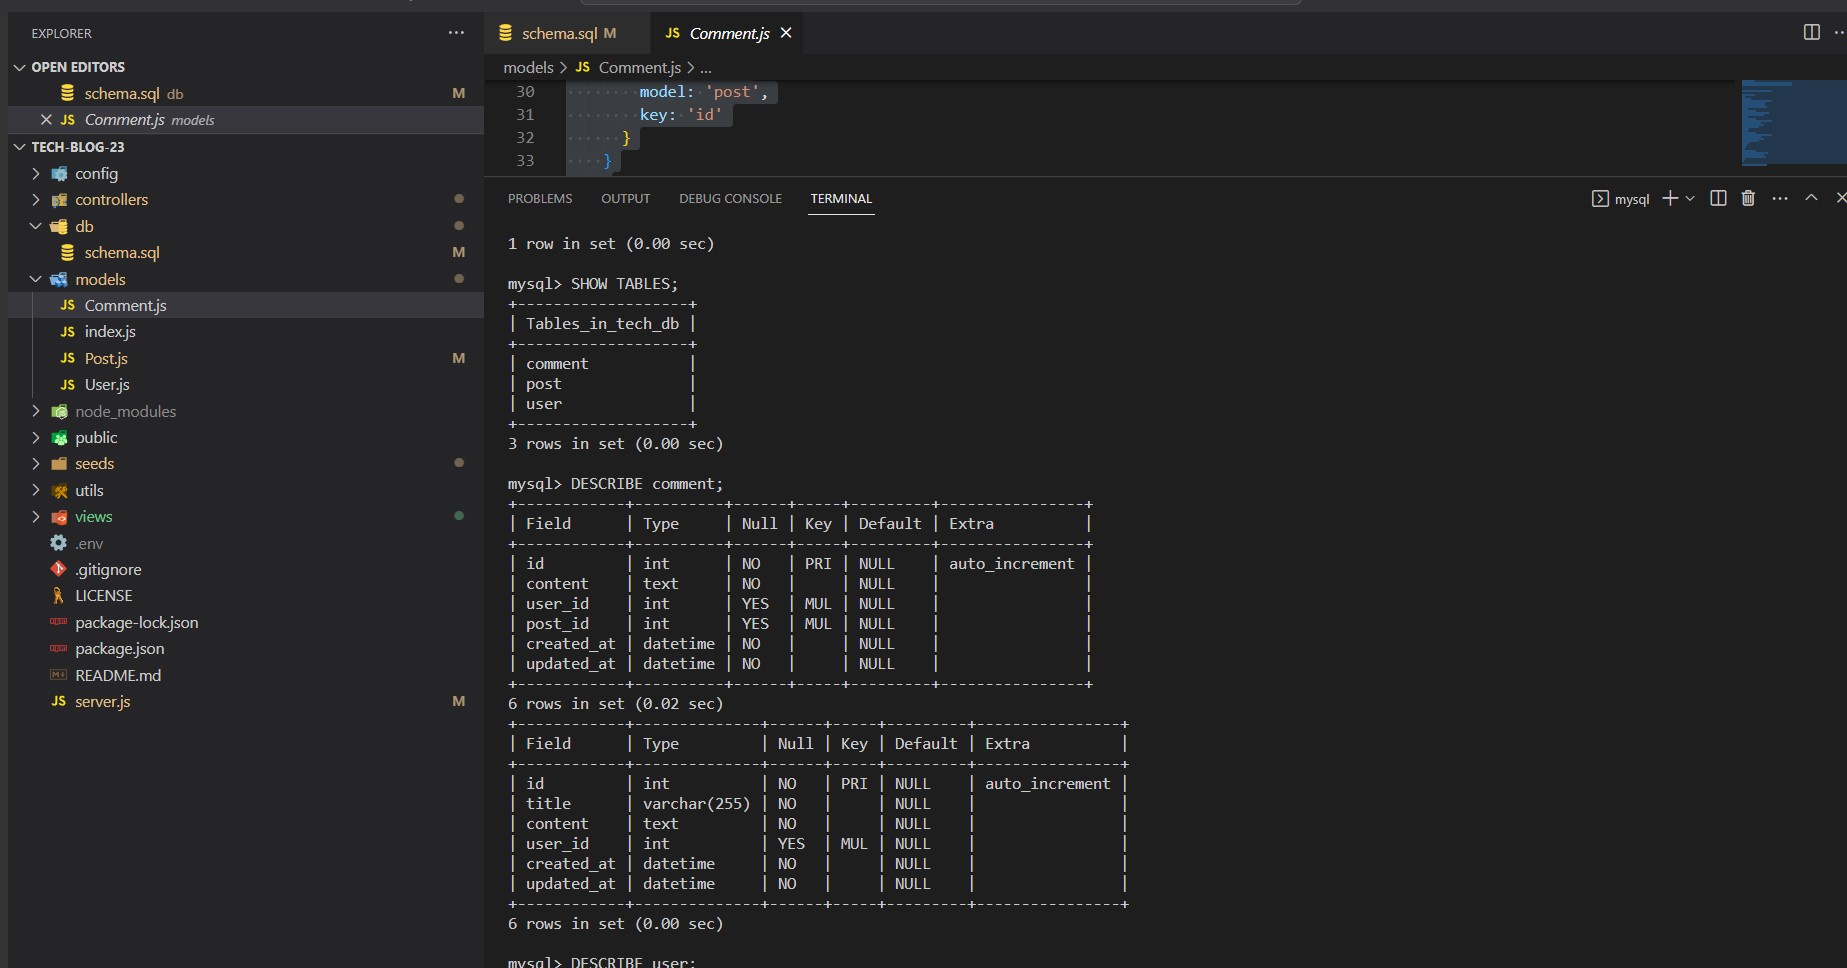 EXPLORER
OPEN EDITORS
schema.sql db M
JS Comment.js models
TECH-BLOG-23
config
controllers
db
schema.sql M
models
JS Comment.js
JS index.js
JS Post.js M
JS User.js
node_modules
public
seeds
utils
views
.env
.gitignore
LICENSE
package-lock.json
package.json
README.md
JS server.js M
schema.sql M JS Comment.js
models > JS Comment.js > ...
30 model: 'post',
31 key: 'id'
32 }
33 }
PROBLEMS OUTPUT DEBUG CONSOLE TERMINAL mysql
1 row in set (0.00 sec)
mysql> SHOW TABLES;
+-------------------+
| Tables_in_tech_db |
+-------------------+
| comment           |
| post              |
| user              |
+-------------------+
3 rows in set (0.00 sec)
mysql> DESCRIBE comment;
+------------+----------+------+-----+---------+----------------+
| Field      | Type     | Null | Key | Default | Extra          |
+------------+----------+------+-----+---------+----------------+
| id         | int      | NO   | PRI | NULL    | auto_increment |
| content    | text     | NO   |     | NULL    |                |
| user_id    | int      | YES  | MUL | NULL    |                |
| post_id    | int      | YES  | MUL | NULL    |                |
| created_at | datetime | NO   |     | NULL    |                |
| updated_at | datetime | NO   |     | NULL    |                |
+------------+----------+------+-----+---------+----------------+
6 rows in set (0.02 sec)
+------------+--------------+------+-----+---------+----------------+
| Field      | Type         | Null | Key | Default | Extra          |
+------------+--------------+------+-----+---------+----------------+
| id         | int          | NO   | PRI | NULL    | auto_increment |
| title      | varchar(255) | NO   |     | NULL    |                |
| content    | text         | NO   |     | NULL    |                |
| user_id    | int          | YES  | MUL | NULL    |                |
| created_at | datetime     | NO   |     | NULL    |                |
| updated_at | datetime     | NO   |     | NULL    |                |
+------------+--------------+------+-----+---------+----------------+
6 rows in set (0.00 sec)
mysql> DESCRIBE user;